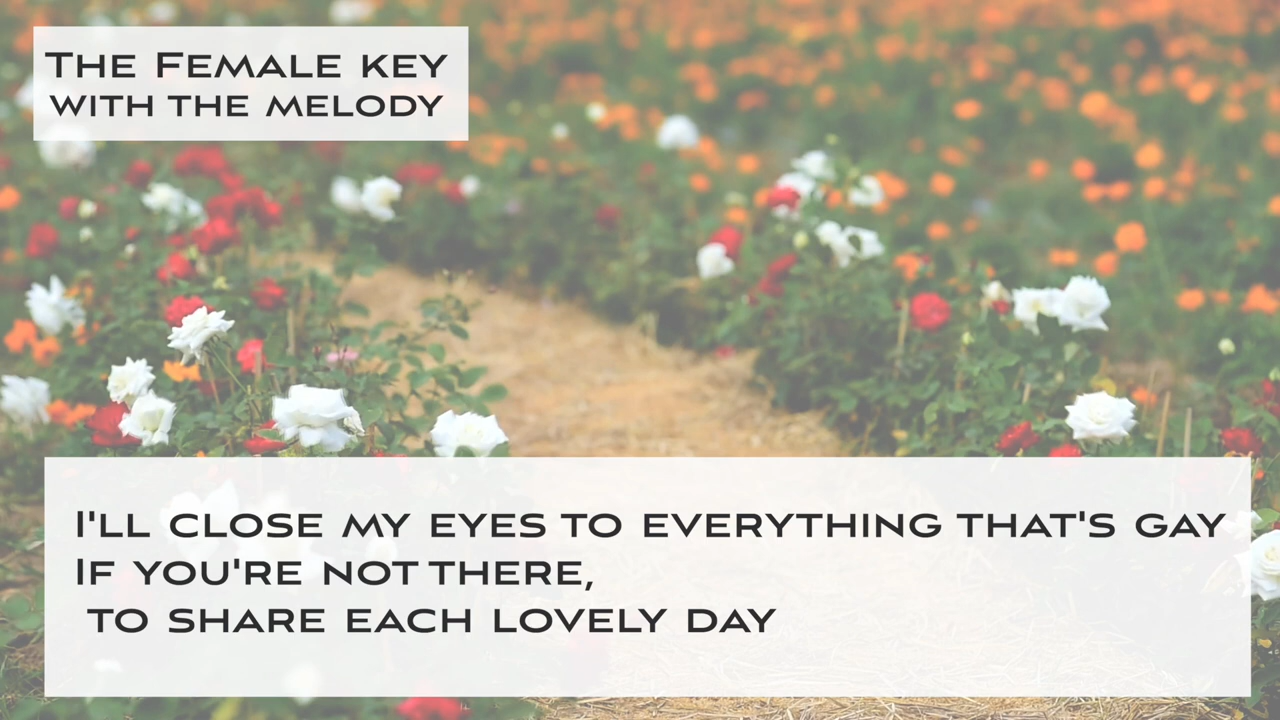 The Female key
with the melody
I'll close my eyes to everything that's gay
If you're not there,
to share each lovely day